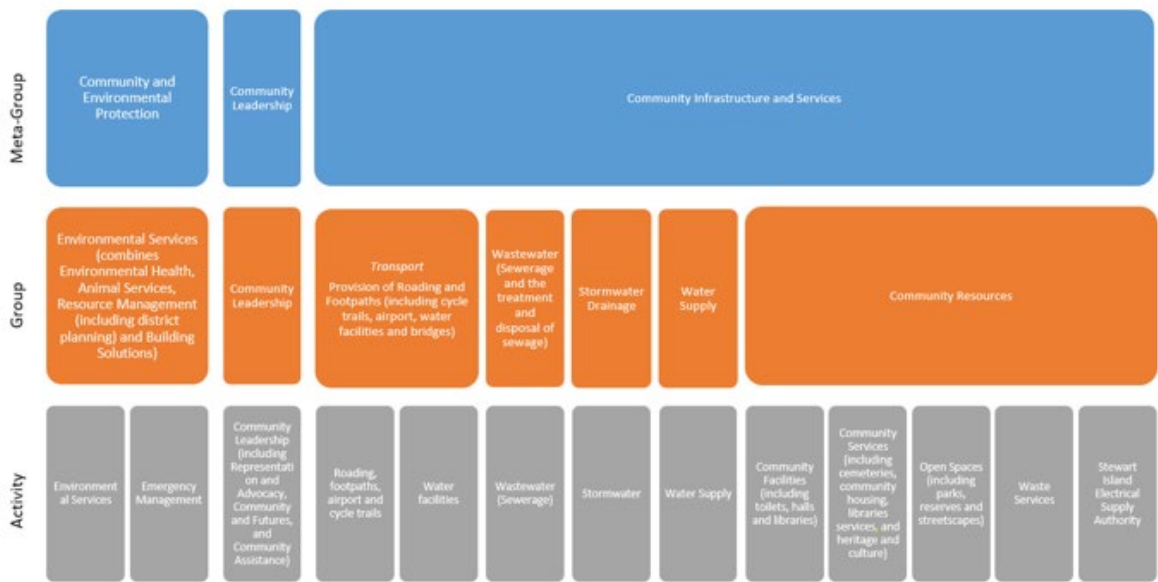 Meta-Group
Community and
Environmental
Protection
Community
Leadership
Community Infrastructure and Services
Group
Environmental Services
(combines
Environmental Health,
Animal Services,
Resource Management
(including district
planning) and Building
Solutions)
Community
Leadership
Transport
Provision of Roading and
Footpaths (including cycle
trails, airport, water
facilities and bridges)
Wastewater
(Sewerage
and the
treatment
and
disposal of
sewage)
Stormwater
Drainage
Water
Supply
Community Resources
Activity
Environment
al Services
Emergency
Management
Community
Leadership
(including
Representati
on and
Advocacy,
Community
and Futures,
and
Community
Assistance)
Roading,
footpaths,
airport and
cycle trails
Water
facilities
Wastewater
(Sewerage)
Stormwater
Water Supply
Community
Facilities
(including
toilets, halls
and libraries)
Community
Services
(including
cemeteries,
community
housing,
libraries
services, and
heritage and
culture)
Open Spaces
(including
parks,
reserves and
streetscapes)
Waste
Services
Stewart
Island
Electrical
Supply
Authority